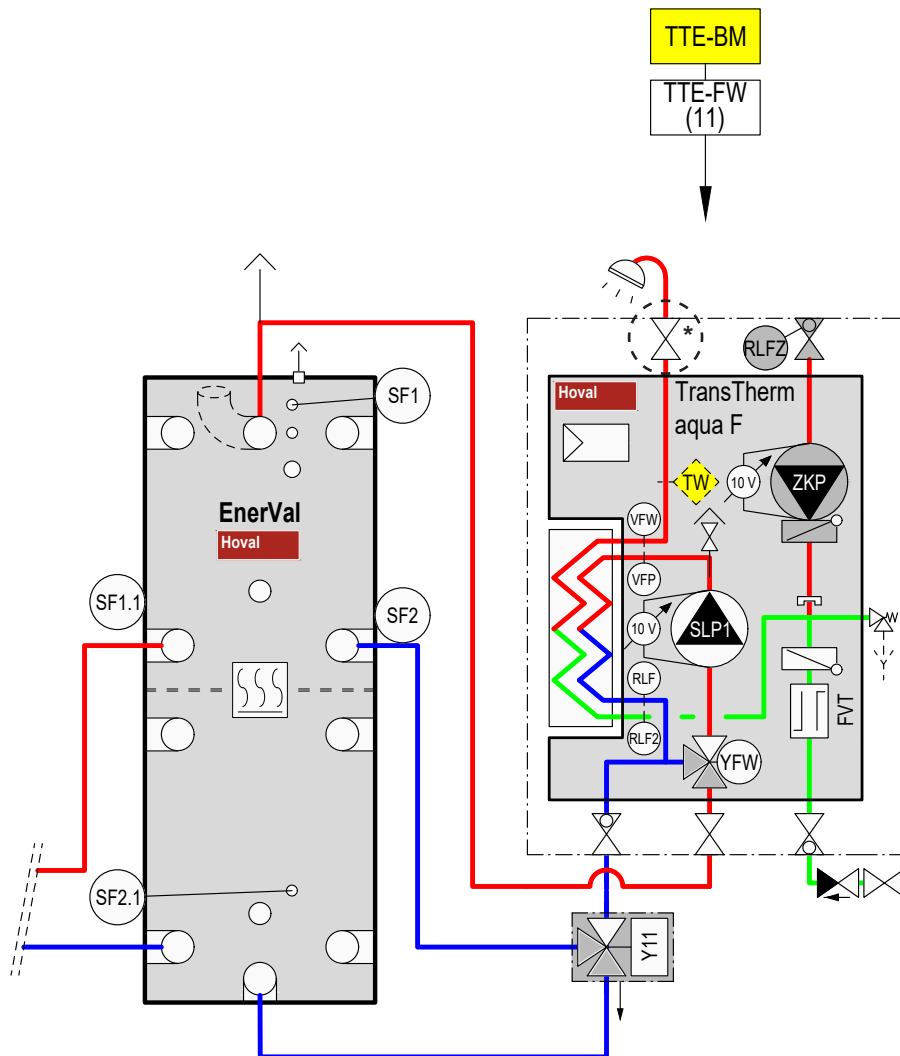 TTE-BM
TTE-FW
(11)
*
RLFZ
SF1
Hoval
TransTherm
aqua F
TW
10 V
ZKP
EnerVal
Hoval
VFW
VFP
SF1.1
SF2
10 V
SLP1
RLF
RLF2
YFW
FVT
SF2.1
Y11